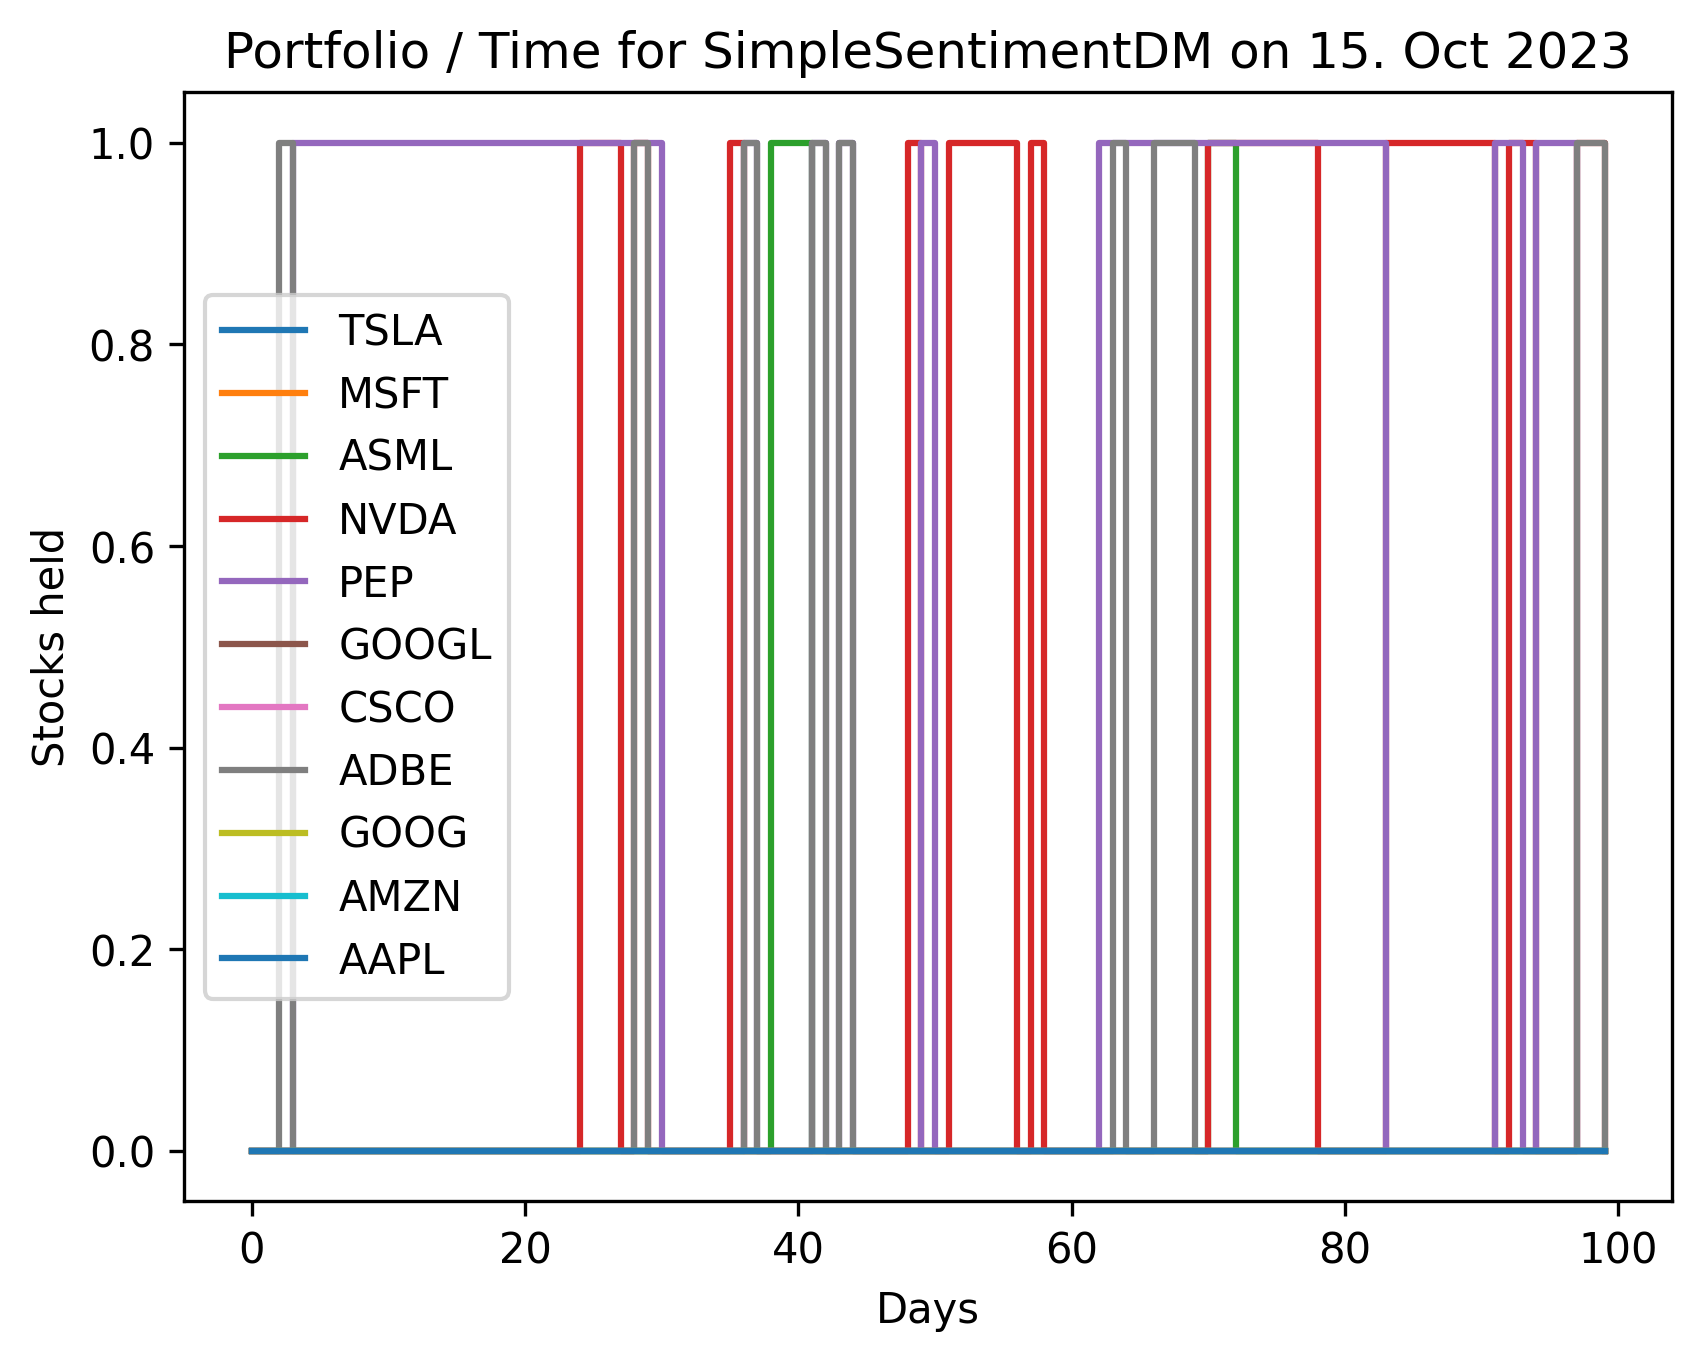 Portfolio / Time for SimpleSentimentDM on 15. Oct 2023
1.0
0.8
0.6
0.4
0.2
0.0
Stocks held
TSLA
MSFT
ASML
NVDA
PEP
GOOGL
CSCO
ADBE
GOOG
AMZN
AAPL
0 20 40 60 80 100
Days